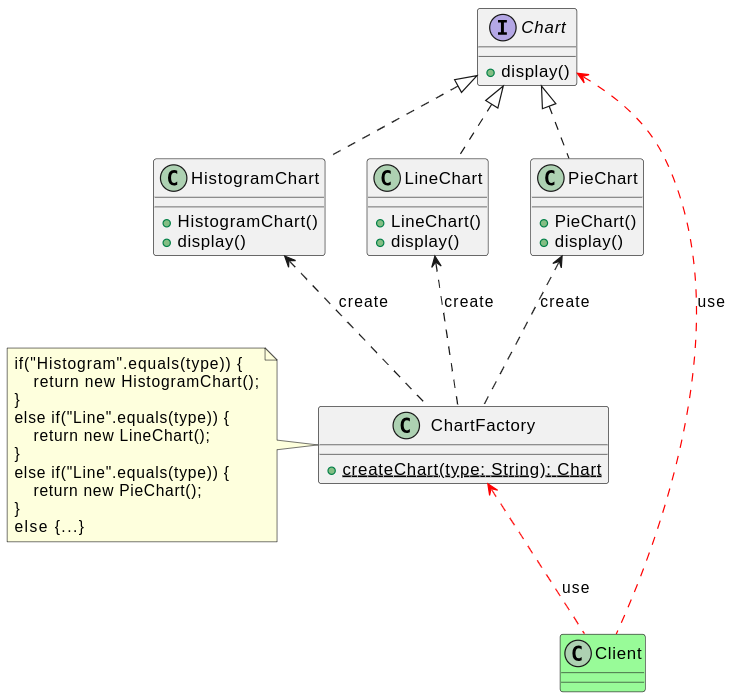 I Chart
display()
C HistogramChart
HistogramChart()
display()
C LineChart
LineChart()
display()
C PieChart
PieChart()
display()
create
create
create
use
if("Histogram".equals(type)) {
return new HistogramChart();
}
else if("Line".equals(type)) {
return new LineChart();
}
else if("Line".equals(type)) {
return new PieChart();
}
else {...}
C ChartFactory
createChart(type: String): Chart
use
C Client